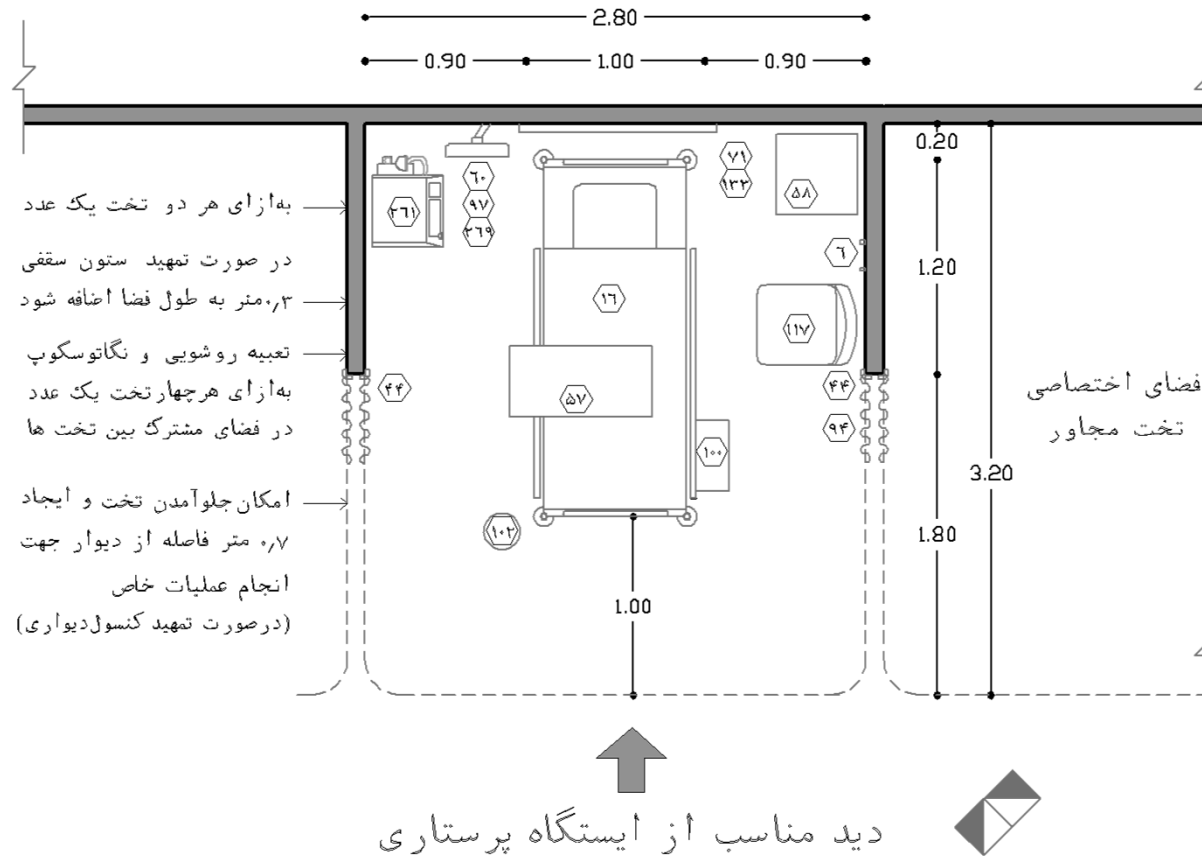 2.80
0.90
1.00
0.90
0.20
1.20
1.80
3.20
1.00
۲۶۱
۶۰
۹۷
۲۶۹
۷۱
۱۳۲
۵۸
۶
۱۶
۱۱۷
۵۷
۴۴
۴۴
۹۴
۱۰۰
۱۰۲
به‌ازای هر دو تخت یک عدد
در صورت تمهید ستون سقفی
۰٫۳متر به طول فضا اضافه شود
تعبیه روشویی و نگاتوسکوپ
به‌ازای هرچهارتخت یک عدد
در فضای مشترک بین تخت ها
امکان جلوآمدن تخت و ایجاد
۰٫۷ متر فاصله از دیوار جهت
انجام عملیات خاص
(درصورت تمهید کنسول‌دیواری)
فضای اختصاصی
تخت مجاور
دید مناسب از ایستگاه پرستاری